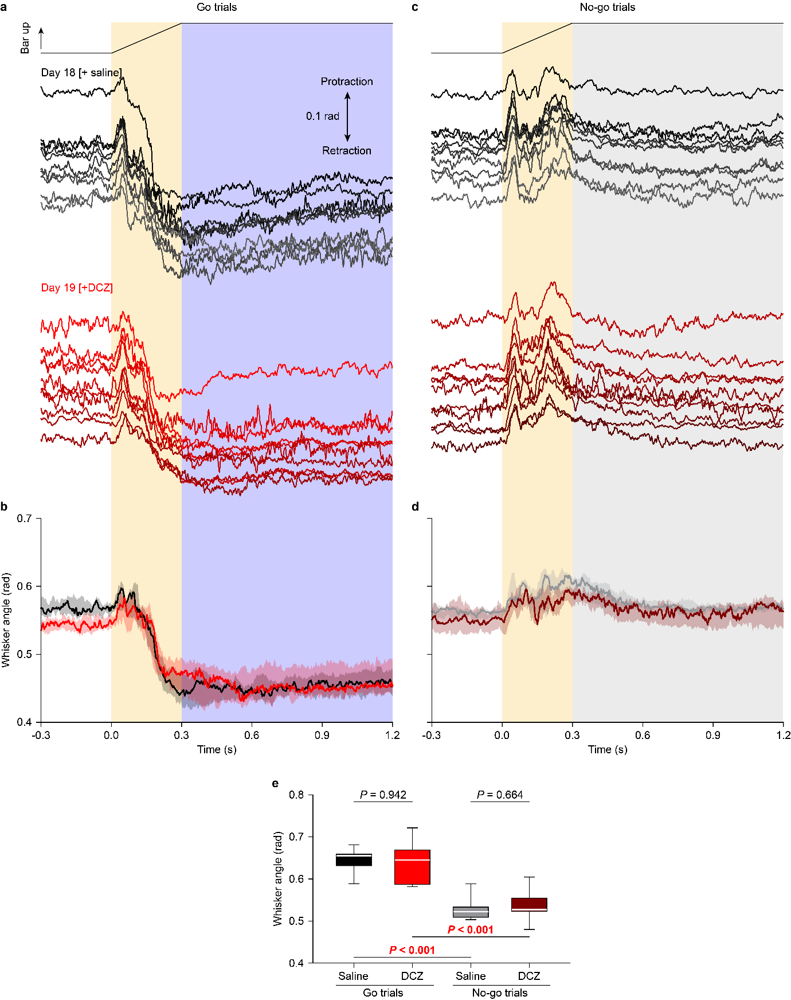 a
Go trials
c
No-go trials
Bar up
Day 18 [+ saline]
Protraction
0.1 rad
Retraction
Day 19 [+DCZ]
b
d
0.7
0.6
0.5
0.4
Whisker angle (rad)
-0.3 0.0 0.3 0.6 0.9 1.2
Time (s)
-0.3 0.0 0.3 0.6 0.9 1.2
Time (s)
e
0.8
0.7
0.6
0.5
0.4
Whisker angle (rad)
P = 0.942
P = 0.664
P < 0.001
P < 0.001
Saline DCZ Saline DCZ
Go trials No-go trials